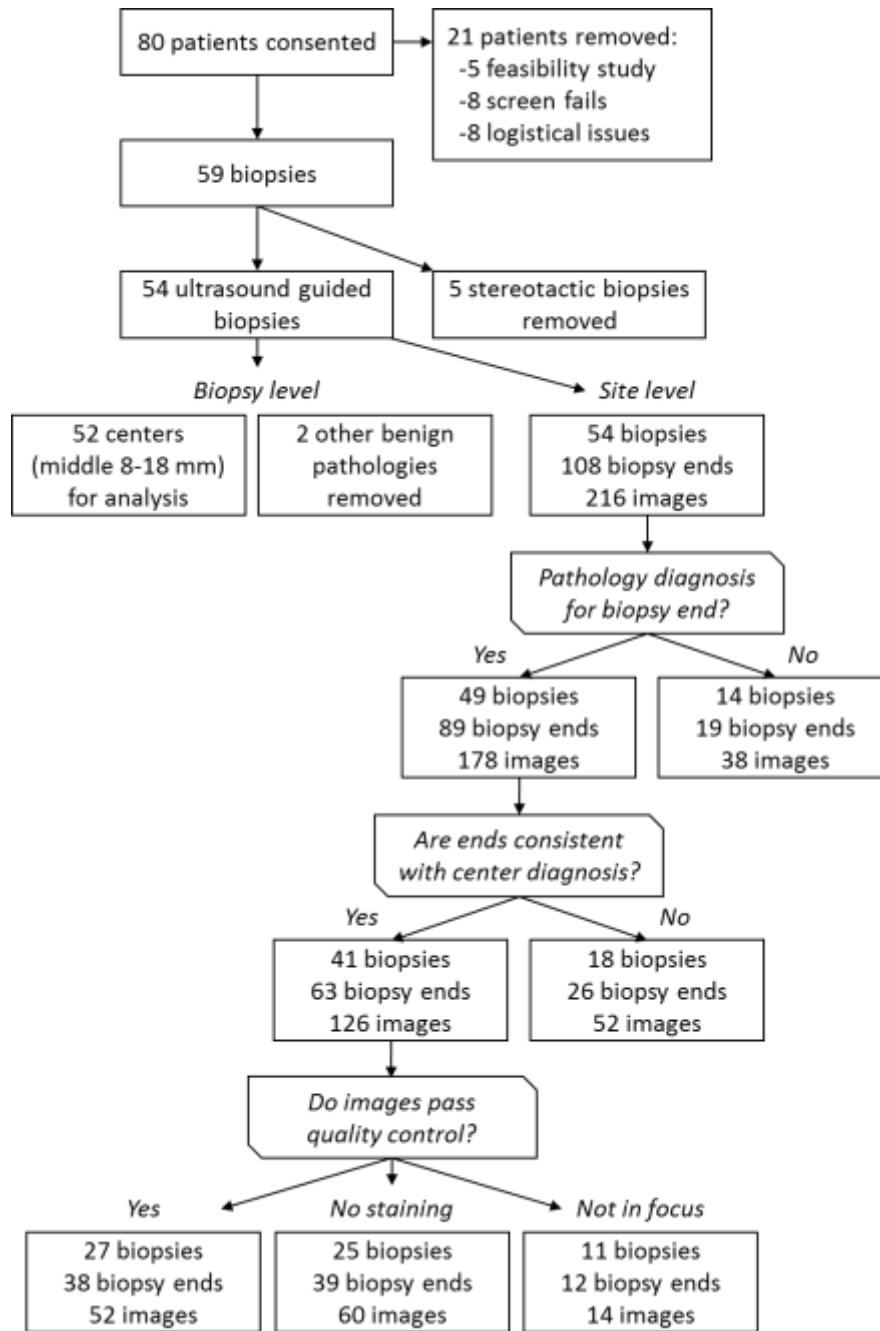 80 patients consented
21 patients removed:
-5 feasibility study
-8 screen fails
-8 logistical issues
59 biopsies
54 ultrasound guided
biopsies
5 stereotactic biopsies
removed
Biopsy level
Site level
52 centers
(middle 8-18 mm)
for analysis
2 other benign
pathologies
removed
54 biopsies
108 biopsy ends
216 images
Pathology diagnosis
for biopsy end?
Yes
No
49 biopsies
89 biopsy ends
178 images
14 biopsies
19 biopsy ends
38 images
Are ends consistent
with center diagnosis?
Yes
No
41 biopsies
63 biopsy ends
126 images
18 biopsies
26 biopsy ends
52 images
Do images pass
quality control?
Yes
No staining
Not in focus
27 biopsies
38 biopsy ends
52 images
25 biopsies
39 biopsy ends
60 images
11 biopsies
12 biopsy ends
14 images